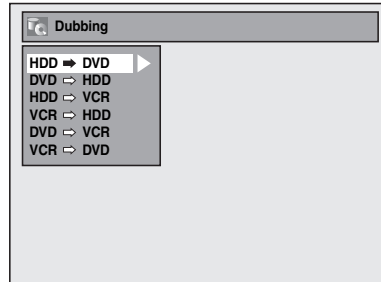 Dubbing
HDD ➡ DVD
DVD ⇨ HDD
HDD ⇨ VCR
VCR ⇨ HDD
DVD ⇨ VCR
VCR ⇨ DVD